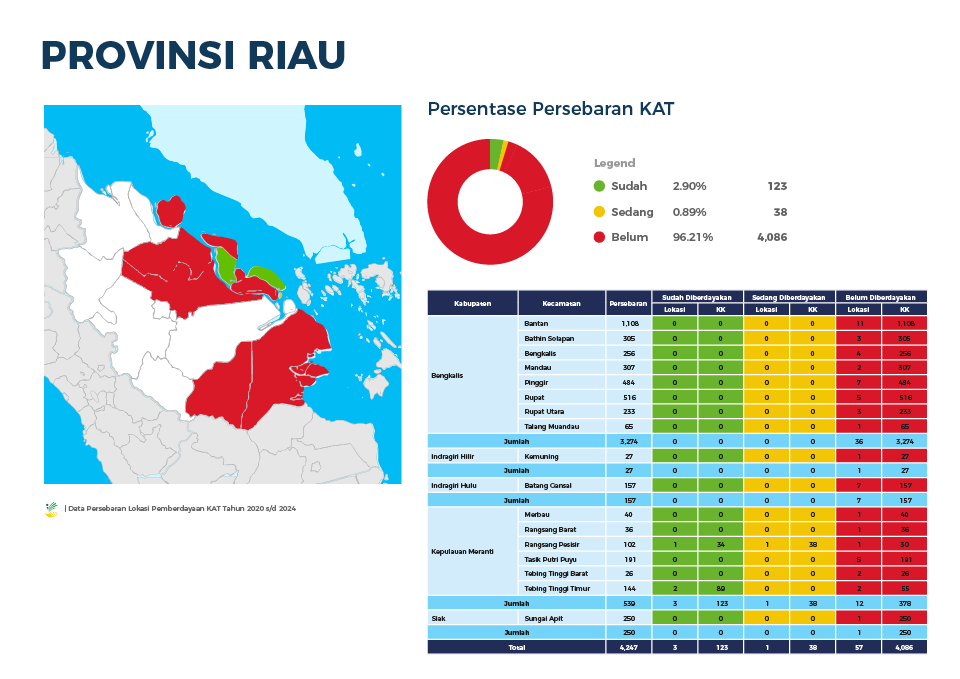 PROVINSI RIAU
Persentase Persebaran KAT
Legend
Sudah 2.90% 123
Sedang 0.89% 38
Belum 96.21% 4,086
| Data Persebaran Lokasi Pemberdayaan KAT Tahun 2020 s/d 2024
Kabupasen Kecamasan Persebaran Sudah Diberdayakan Sedang Diberdayakan Belum Diberdayakan
Lokasi KK Lokasi KK Lokasi KK
Bengkalis Bantan 1,108 0 0 0 0 11 1,108
Bathin Solapan 305 0 0 0 0 3 305
Bengkalis 256 0 0 0 0 4 256
Mandau 307 0 0 0 0 2 307
Pinggir 484 0 0 0 0 7 484
Rupat 516 0 0 0 0 5 516
Rupat Utara 233 0 0 0 0 3 233
Talang Muandau 65 0 0 0 0 1 65
Jumlah 3,274 0 0 0 0 36 3,274
Indragiri Hilir Kemuning 27 0 0 0 0 1 27
Jumlah 27 0 0 0 0 1 27
Indragiri Hulu Batang Gansal 157 0 0 0 0 7 157
Jumlah 157 0 0 0 0 7 157
Kepulauan Meranti Merbau 40 0 0 0 0 1 40
Rangsang Barat 36 0 0 0 0 1 36
Rangsang Pesisir 102 1 34 1 38 1 30
Tasik Putri Puyu 191 0 0 0 0 5 191
Tebing Tinggi Barat 26 0 0 0 0 2 26
Tebing Tinggi Timur 144 2 89 0 0 2 55
Jumlah 539 3 123 1 38 12 378
Siak Sungai Apit 250 0 0 0 0 1 250
Jumlah 250 0 0 0 0 1 250
Total 4,247 3 123 1 38 57 4,086